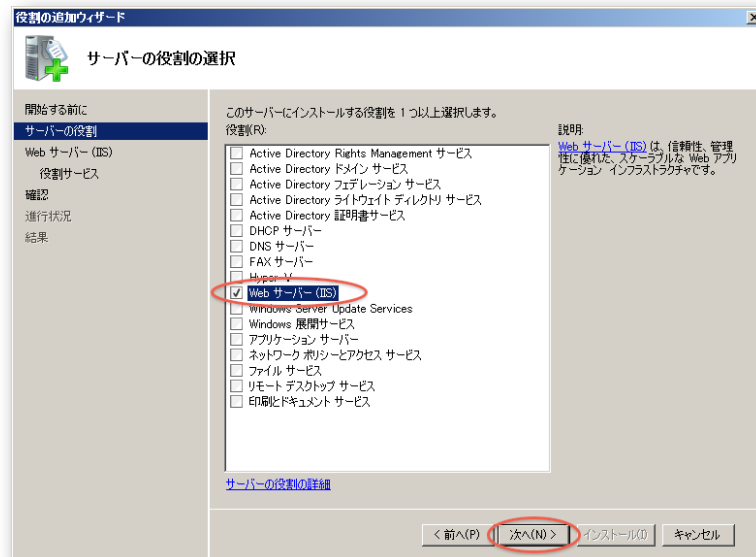 役割の追加ウィザード
サーバーの役割の選択
開始する前に
サーバーの役割
Web サーバー (IIS)
役割サービス
確認
進行状況
結果
このサーバーにインストールする役割を 1 つ以上選択します。
役割(R):
Active Directory Rights Management サービス
Active Directory ドメイン サービス
Active Directory フェデレーション サービス
Active Directory ライトウェイト ディレクトリ サービス
Active Directory 証明書サービス
DHCP サーバー
DNS サーバー
FAX サーバー
Hyper-V
Web サーバー (IIS)
Windows Server Update Services
Windows 展開サービス
アプリケーション サーバー
ネットワーク ポリシーとアクセス サービス
ファイル サービス
リモート デスクトップ サービス
印刷とドキュメント サービス
サーバーの役割の詳細
説明:
Web サーバー (IIS) は、信頼性、管理
性に優れた、スケーラブルな Web アプリ
ケーション インフラストラクチャです。
< 前へ(P)
次へ(N) >
インストール(I)
キャンセル